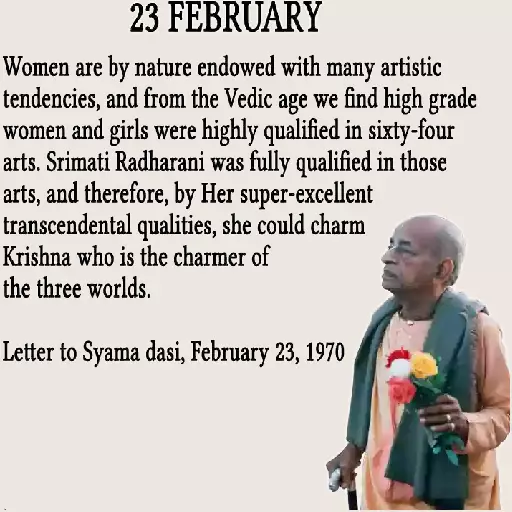 23 FEBRUARY
Women are by nature endowed with many artistic
tendencies, and from the Vedic age we find high grade
women and girls were highly qualified in sixty-four
arts. Srimati Radharani was fully qualified in those
arts, and therefore, by Her super-excellent
transcendental qualities, she could charm
Krishna who is the charmer of
the three worlds.
Letter to Syama dasi, February 23, 1970